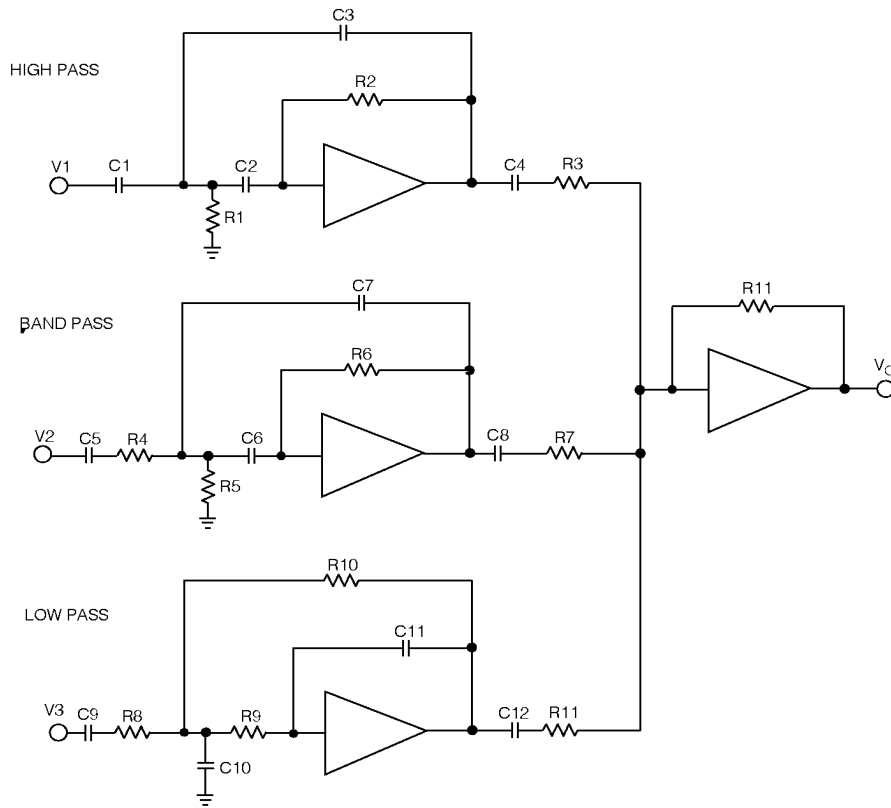 C3
HIGH PASS
R2
V1
C1
C2
C4
R3
R1
C7
BAND PASS
R6
R11
V2
C5
R4
C6
C8
R7
R5
R10
LOW PASS
C11
V3
C9
R8
R9
C12
R11
C10